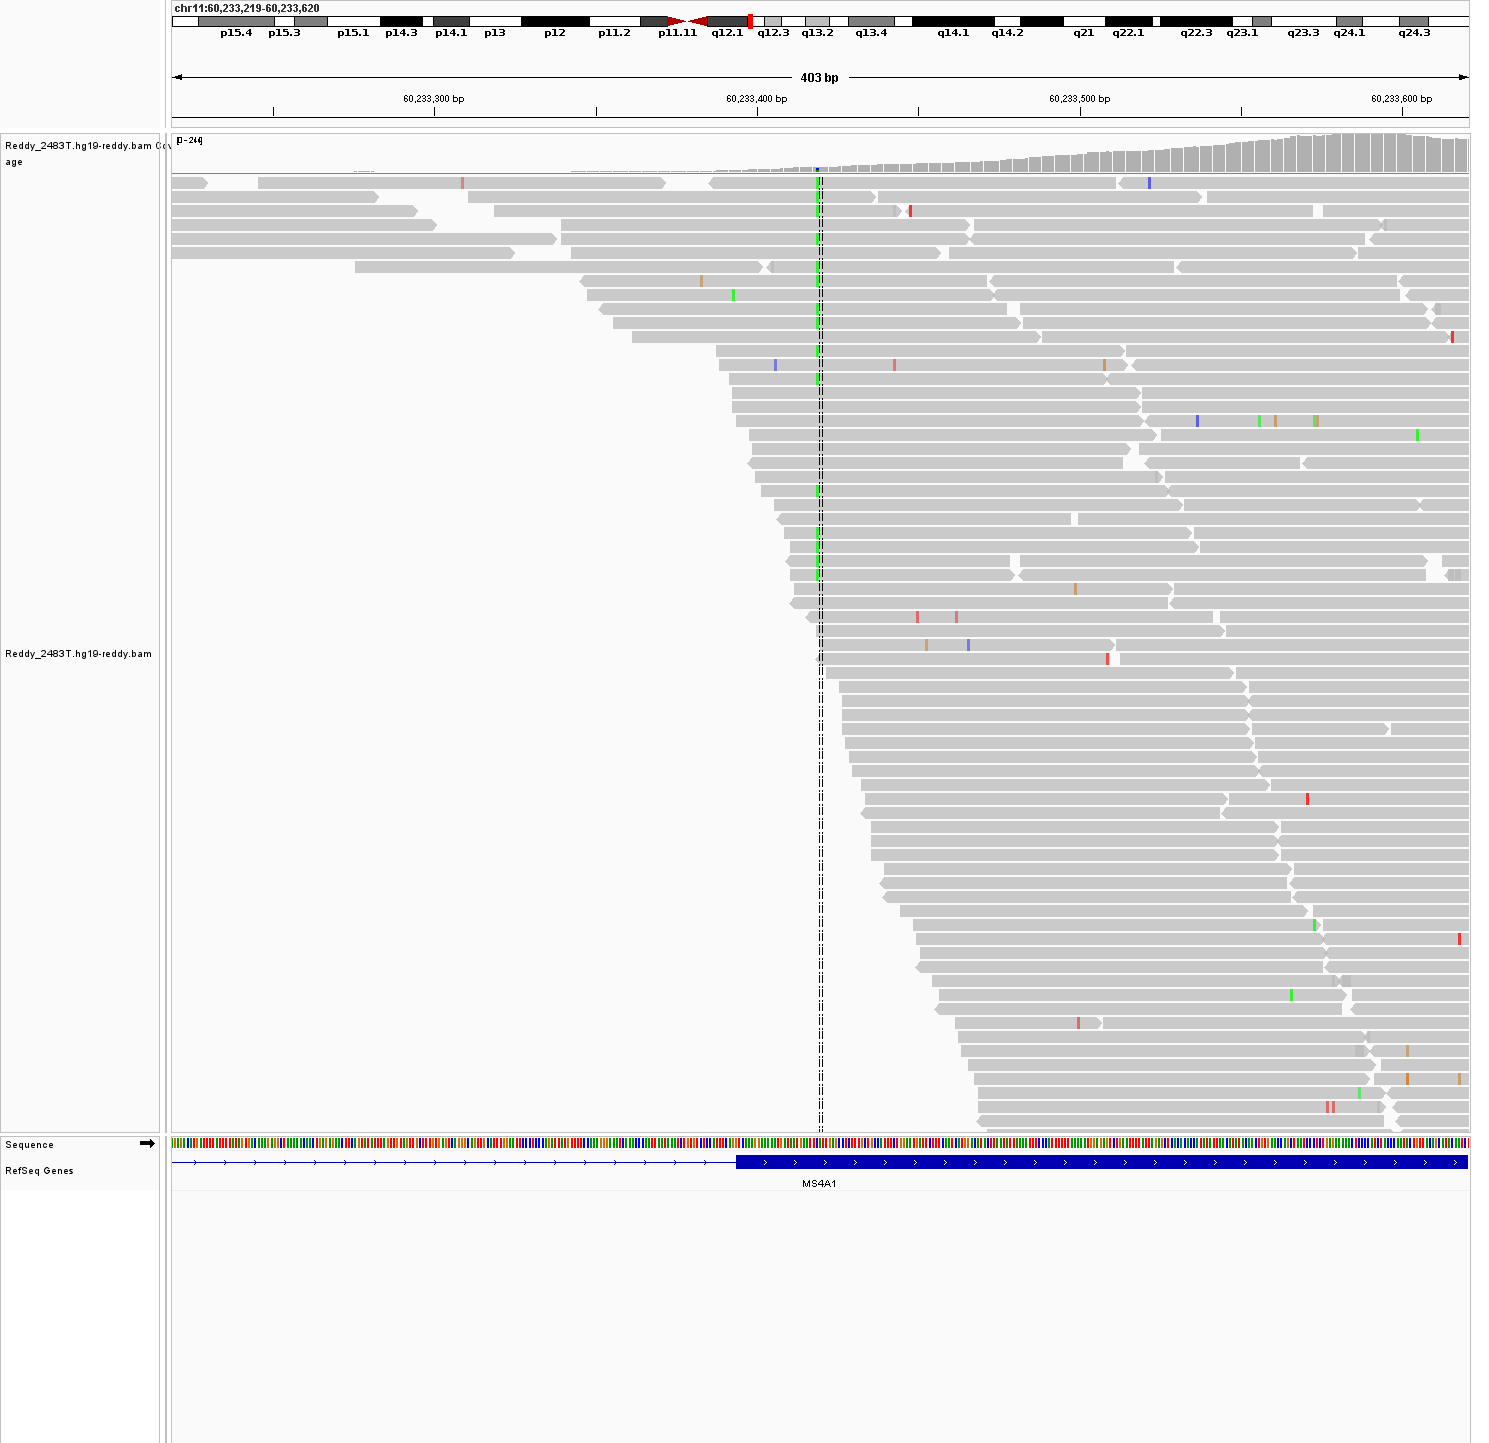 chr11:60,233,219-60,233,620
p15.4 p15.3 p15.1 p14.3 p14.1 p13 p12 p11.2 p11.11 q12.1 q12.3 q13.2 q13.4 q14.1 q14.2 q21 q22.1 q22.3 q23.1 q23.3 q24.1 q24.3
403 bp
60,233,300 bp 60,233,400 bp 60,233,500 bp 60,233,600 bp
Reddy_2483T.hg19-reddy.bam Cov
age
[0-244]
Reddy_2483T.hg19-reddy.bam
Sequence
RefSeq Genes
MS4A1